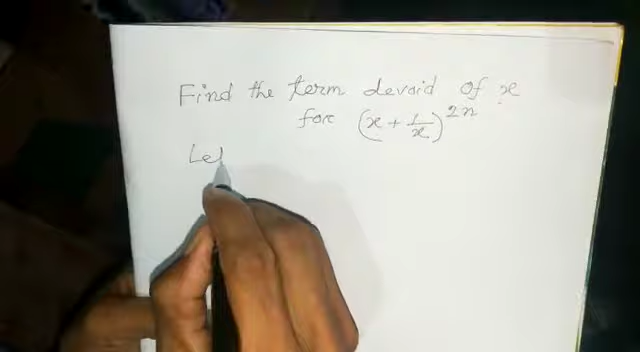 Find the term devoid of x
for (x + 1/x)^2n
Let